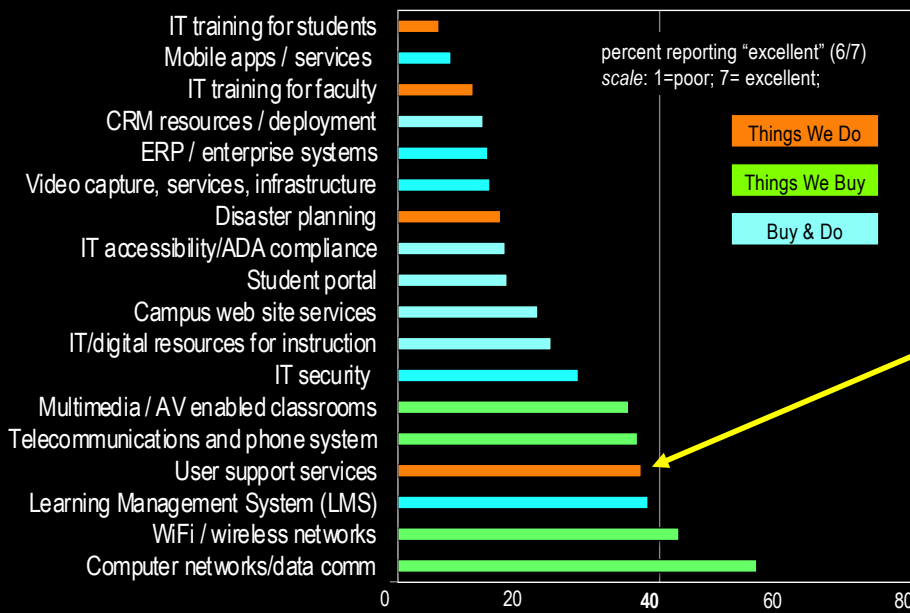 IT training for students
Mobile apps / services
IT training for faculty
CRM resources / deployment
ERP / enterprise systems
Video capture, services, infrastructure
Disaster planning
IT accessibility/ADA compliance
Student portal
Campus web site services
IT/digital resources for instruction
IT security
Multimedia / AV enabled classrooms
Telecommunications and phone system
User support services
Learning Management System (LMS)
WiFi / wireless networks
Computer networks/data comm
0 20 40 60 80
percent reporting “excellent” (6/7)
scale: 1=poor; 7= excellent;
Things We Do
Things We Buy
Buy & Do